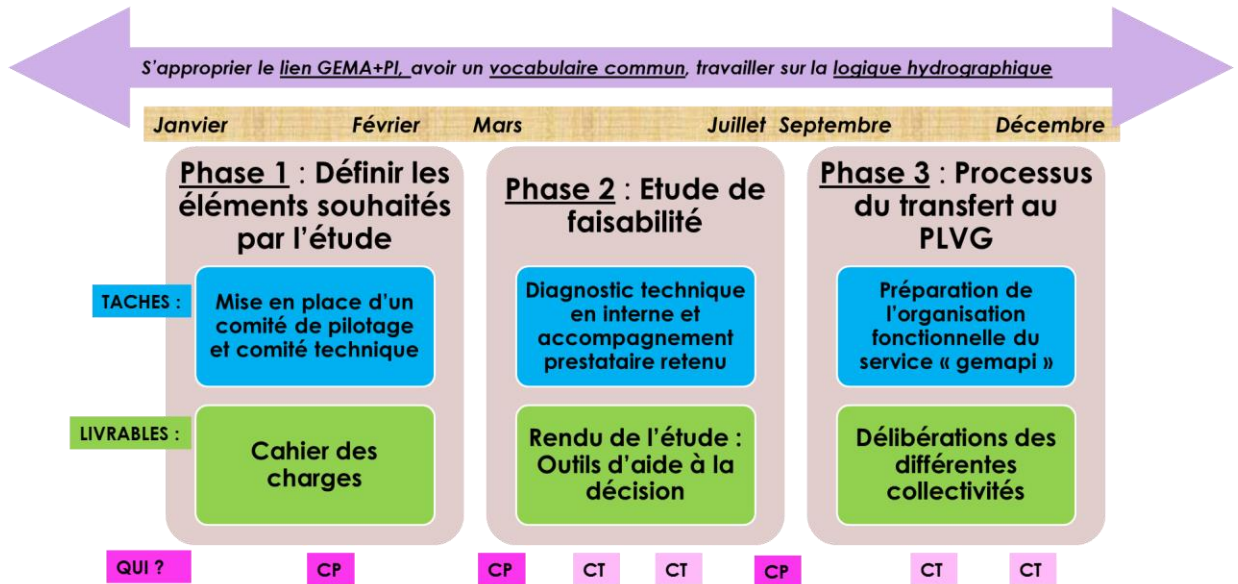 S'approprier le lien GEMA+PI, avoir un vocabulaire commun, travailler sur la logique hydrographique
Janvier Février Mars Juillet Septembre Décembre
Phase 1 : Définir les
éléments souhaités
par l'étude
Phase 2 : Etude de
faisabilité
Phase 3 : Processus
du transfert au
PLVG
TACHES :
Mise en place d'un
comité de pilotage
et comité technique
Diagnostic technique
en interne et
accompagnement
prestataire retenu
Préparation de
l'organisation
fonctionnelle du
service « gemapi »
LIVRABLES :
Cahier des
charges
Rendu de l'étude :
Outils d'aide à la
décision
Délibérations des
différentes
collectivités
QUI ? CP CP CT CT CP CT CT